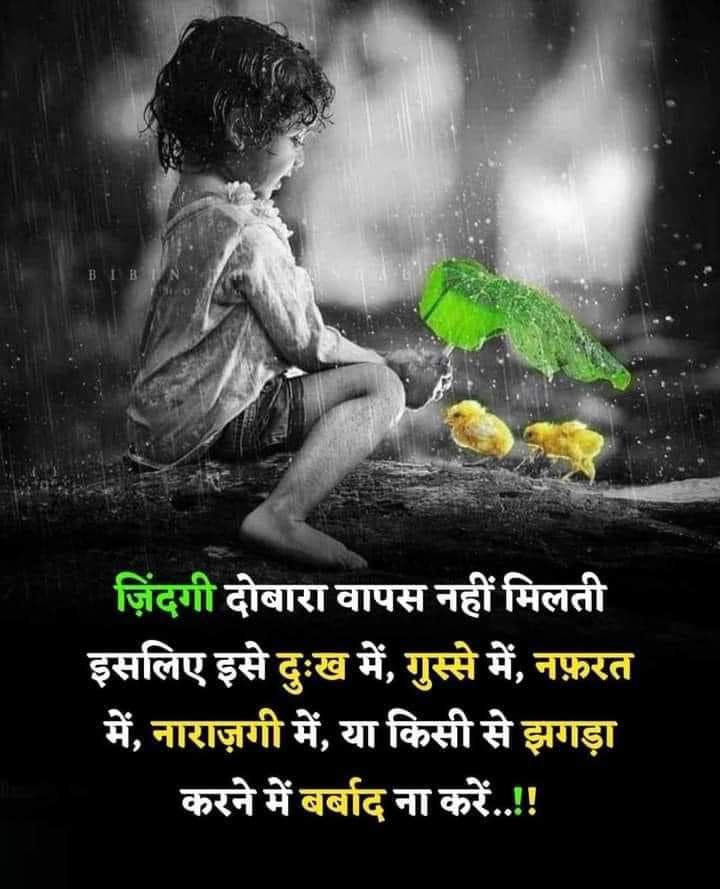 ज़िंदगी दोबारा वापस नहीं मिलती
इसलिए इसे दुःख में, गुस्से में, नफ़रत
में, नाराज़गी में, या किसी से झगड़ा
करने में बर्बाद ना करें..!!